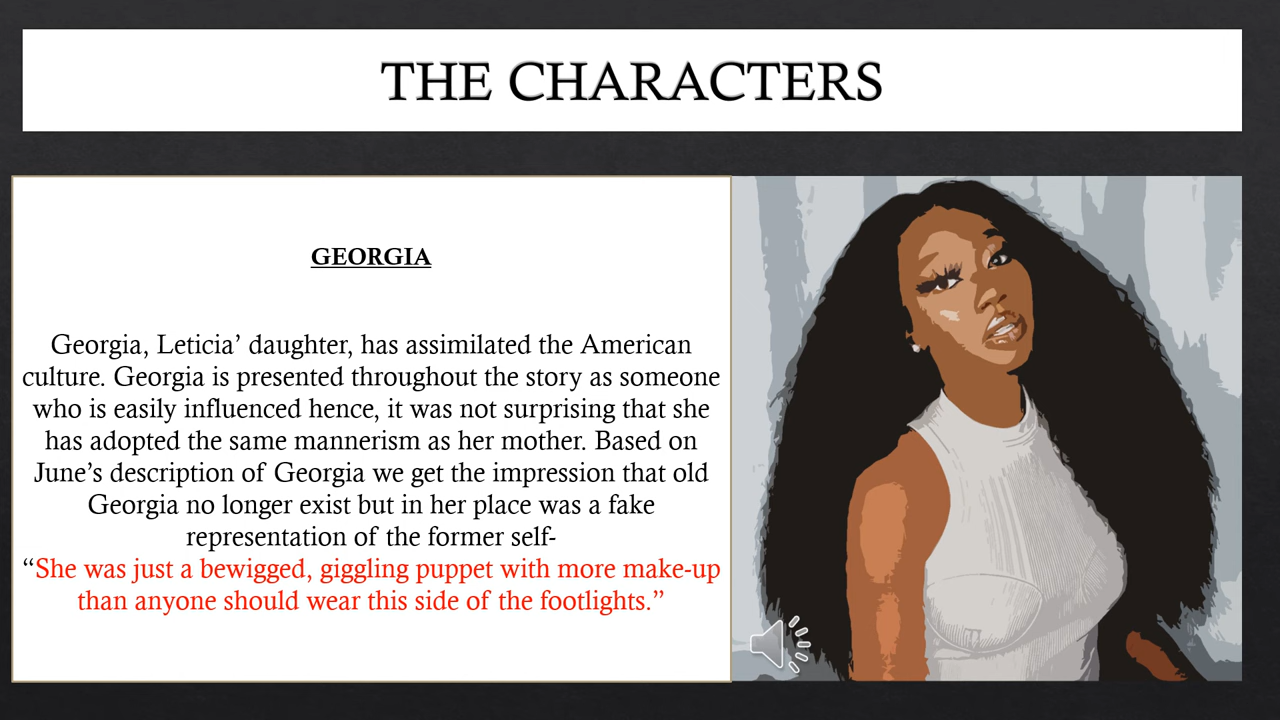 THE CHARACTERS
GEORGIA
Georgia, Leticia’ daughter, has assimilated the American
culture. Georgia is presented throughout the story as someone
who is easily influenced hence, it was not surprising that she
has adopted the same mannerism as her mother. Based on
June’s description of Georgia we get the impression that old
Georgia no longer exist but in her place was a fake
representation of the former self-
“She was just a bewigged, giggling puppet with more make-up
than anyone should wear this side of the footlights.”